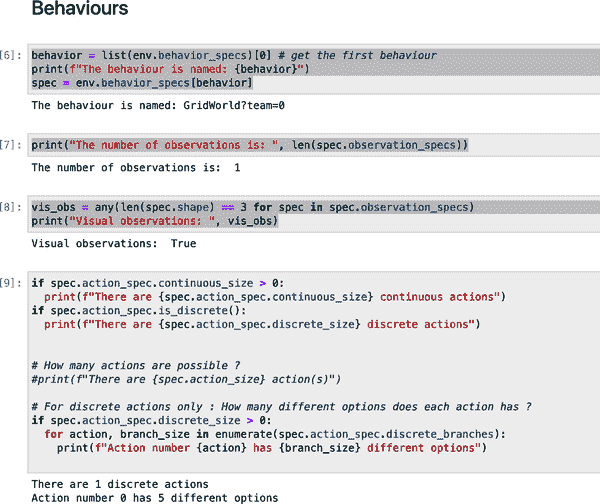 Behaviours
[6]: behavior = list(env.behavior_specs)[0] # get the first behaviour
print(f"The behaviour is named: {behavior}")
spec = env.behavior_specs[behavior]
The behaviour is named: GridWorld?team=0
[7]: print("The number of observations is: ", len(spec.observation_specs))
The number of observations is:  1
[8]: vis_obs = any(len(spec.shape) == 3 for spec in spec.observation_specs)
print("Visual observations: ", vis_obs)
Visual observations:  True
[9]: if spec.action_spec.continuous_size > 0:
  print(f"There are {spec.action_spec.continuous_size} continuous actions")
if spec.action_spec.is_discrete():
  print(f"There are {spec.action_spec.discrete_size} discrete actions")
# How many actions are possible ?
#print(f"There are {spec.action_size} action(s)")
# For discrete actions only : How many different options does each action has ?
if spec.action_spec.discrete_size > 0:
  for action, branch_size in enumerate(spec.action_spec.discrete_branches):
    print(f"Action number {action} has {branch_size} different options")
There are 1 discrete actions
Action number 0 has 5 different options